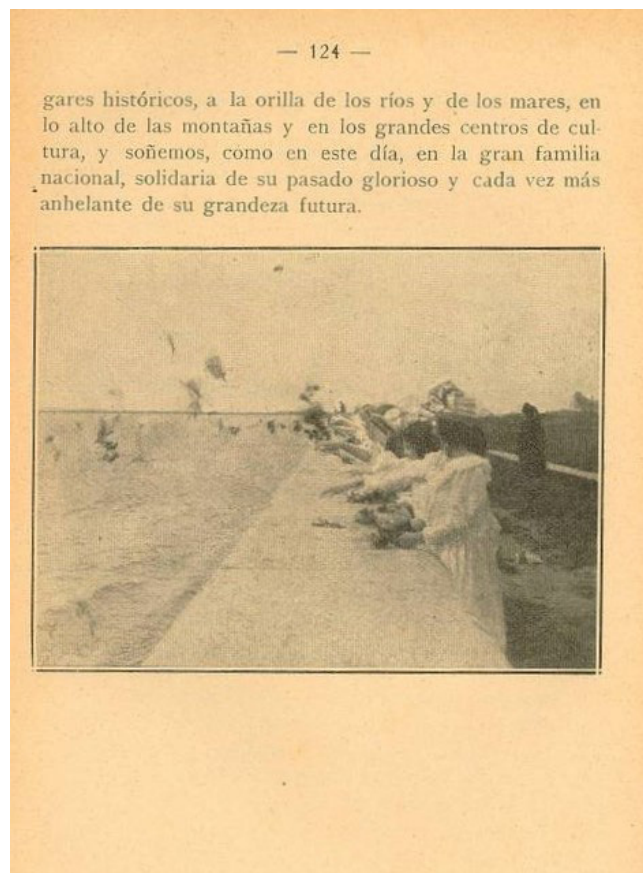 — 124 —
gares históricos, a la orilla de los ríos y de los mares, en
lo alto de las montañas y en los grandes centros de cul-
tura, y soñemos, como en este día, en la gran familia
nacional, solidaria de su pasado glorioso y cada vez más
anhelante de su grandeza futura.